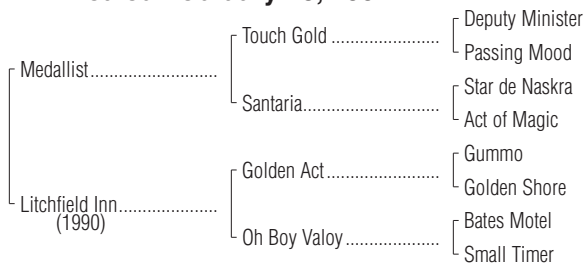 Deputy Minister
Touch Gold
Passing Mood
Medallist
Star de Naskra
Santaria
Act of Magic
Gummo
Golden Act
Golden Shore
Litchfield Inn
(1990)
Bates Motel
Oh Boy Valoy
Small Timer